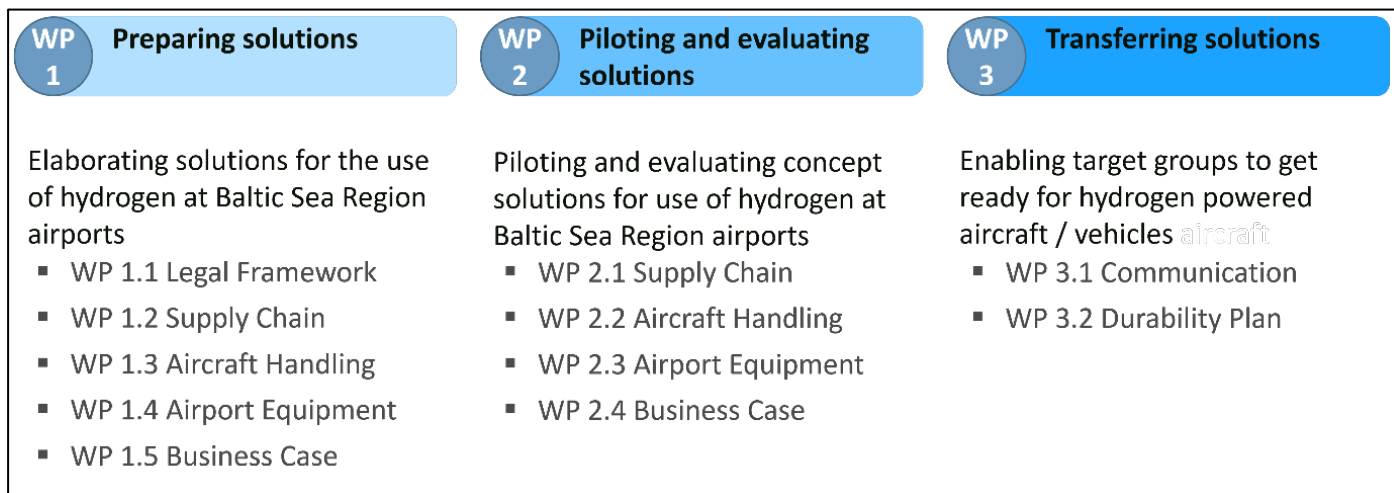 WP
1
Preparing solutions
Elaborating solutions for the use
of hydrogen at Baltic Sea Region
airports
▪ WP 1.1 Legal Framework
▪ WP 1.2 Supply Chain
▪ WP 1.3 Aircraft Handling
▪ WP 1.4 Airport Equipment
▪ WP 1.5 Business Case
WP
2
Piloting and evaluating
solutions
Piloting and evaluating concept
solutions for use of hydrogen at
Baltic Sea Region airports
▪ WP 2.1 Supply Chain
▪ WP 2.2 Aircraft Handling
▪ WP 2.3 Airport Equipment
▪ WP 2.4 Business Case
WP
3
Transferring solutions
Enabling target groups to get
ready for hydrogen powered
aircraft / vehicles aircraft
▪ WP 3.1 Communication
▪ WP 3.2 Durability Plan